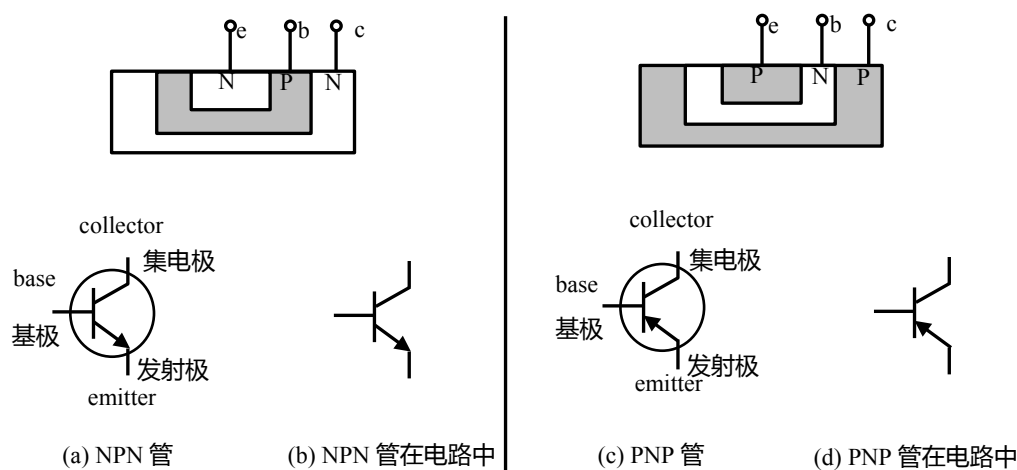 e b c
N P N
collector
集电极
base
基极
发射极
emitter
(a) NPN 管
(b) NPN 管在电路中
e b c
P N P
collector
集电极
base
基极
发射极
emitter
(c) PNP 管
(d) PNP 管在电路中